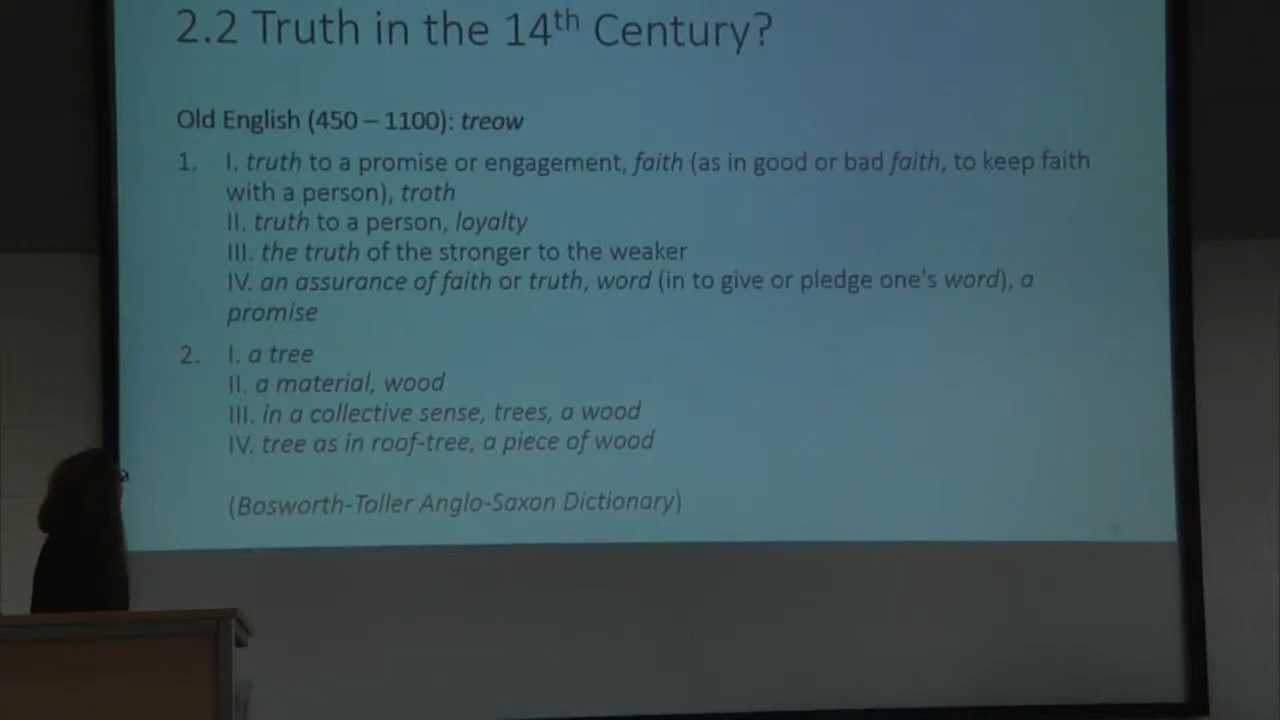 2.2 Truth in the 14th Century?
Old English (450 – 1100): treow
1. I. truth to a promise or engagement, faith (as in good or bad faith, to keep faith
with a person), troth
II. truth to a person, loyalty
III. the truth of the stronger to the weaker
IV. an assurance of faith or truth, word (in to give or pledge one's word), a
promise
2. I. a tree
II. a material, wood
III. in a collective sense, trees, a wood
IV. tree as in roof-tree, a piece of wood
(Bosworth-Toller Anglo-Saxon Dictionary)